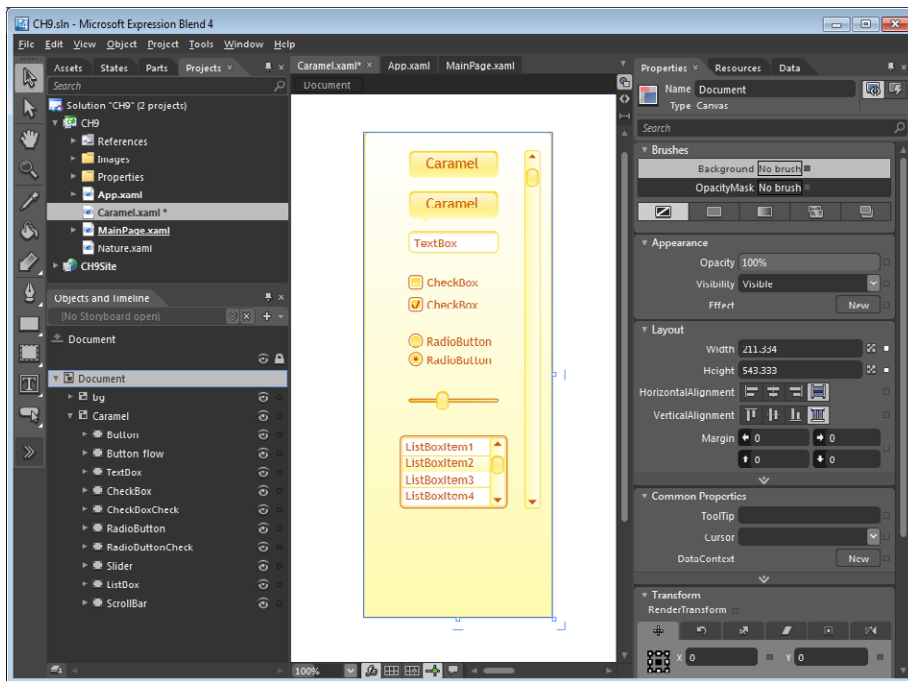 CH9.sln - Microsoft Expression Blend 4
File Edit View Object Project Tools Window Help
Assets States Parts Projects ×
Search
Solution "CH9" (2 projects)
CH9
References
Images
Properties
App.xaml
Caramel.xaml *
MainPage.xaml
Nature.xaml
CH9Site
Objects and Timeline
(No Storyboard open)
Document
Document
bg
Caramel
Button
Button flow
TextBox
CheckBox
CheckBoxCheck
RadioButton
RadioButtonCheck
Slider
ListBox
ScrollBar
Caramel.xaml* × App.xaml MainPage.xaml
Document
Caramel
Caramel
TextBox
CheckBox
CheckBox
RadioButton
RadioButton
ListBoxItem1
ListBoxItem2
ListBoxItem3
ListBoxItem4
100%
Properties × Resources Data
Name Document
Type Canvas
Search
Brushes
Background No brush
OpacityMask No brush
Appearance
Opacity 100%
Visibility Visible
Effect New
Layout
Width 211.334
Height 543.333
HorizontalAlignment
VerticalAlignment
Margin 0 0
0 0
Common Properties
ToolTip
Cursor
DataContext New
Transform
RenderTransform
X 0 Y 0